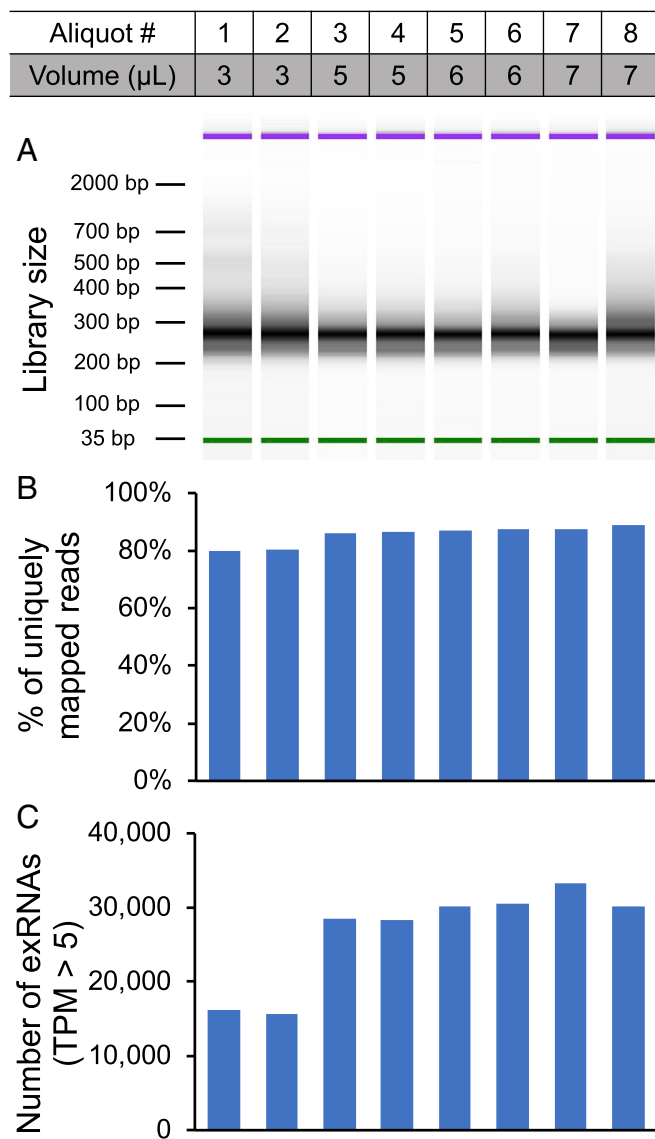 Aliquot # 1 2 3 4 5 6 7 8
Volume (µL) 3 3 5 5 6 6 7 7
A
Library size
2000 bp
700 bp
500 bp
400 bp
300 bp
200 bp
100 bp
35 bp
B
% of uniquely
mapped reads
100%
80%
60%
40%
20%
0%
C
Number of exRNAs
(TPM > 5)
40,000
30,000
20,000
10,000
0